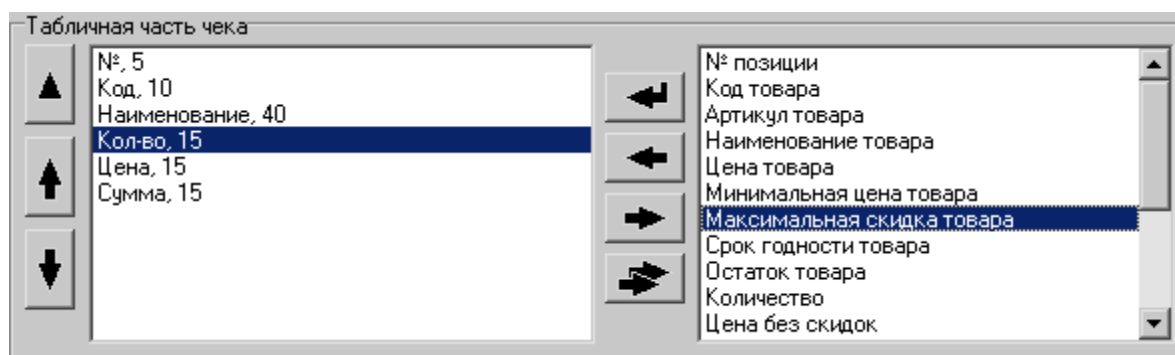 Табличная часть чека
№, 5
Код, 10
Наименование, 40
Кол-во, 15
Цена, 15
Сумма, 15
№ позиции
Код товара
Артикул товара
Наименование товара
Цена товара
Минимальная цена товара
Максимальная скидка товара
Срок годности товара
Остаток товара
Количество
Цена без скидок